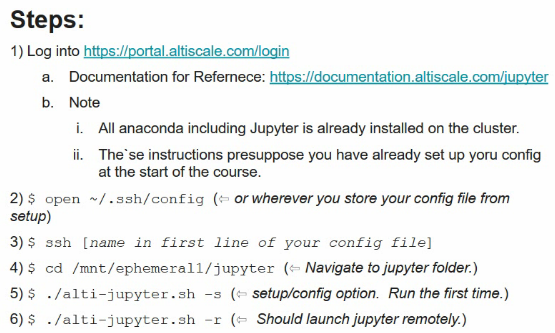 Steps:
1) Log into https://portal.altiscale.com/login
a. Documentation for Refernece: https://documentation.altiscale.com/jupyter
b. Note
i. All anaconda including Jupyter is already installed on the cluster.
ii. The`se instructions presuppose you have already set up yoru config
at the start of the course.
2) $ open ~/.ssh/config (⇦ or wherever you store your config file from
setup)
3) $ ssh [name in first line of your config file]
4) $ cd /mnt/ephemeral1/jupyter (⇦ Navigate to jupyter folder.)
5) $ ./alti-jupyter.sh -s (⇦ setup/config option. Run the first time.)
6) $ ./alti-jupyter.sh -r (⇦ Should launch jupyter remotely.)